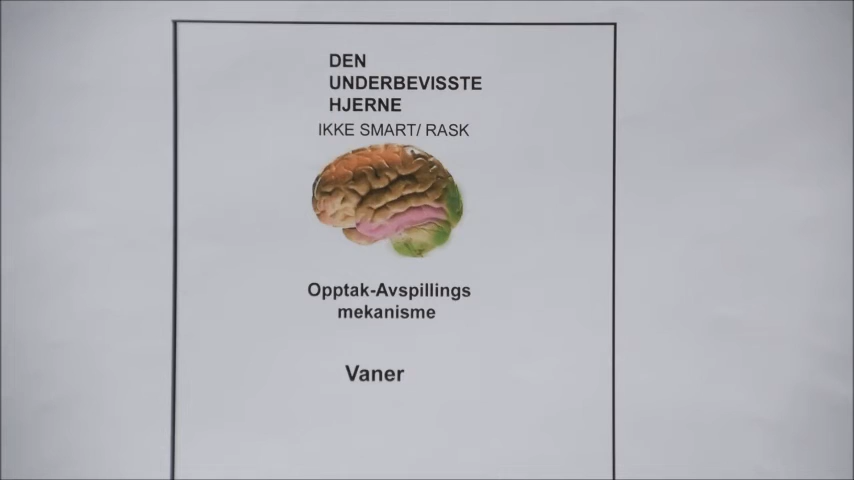 DEN
UNDERBEVISSTE
HJERNE
IKKE SMART/ RASK
Opptak-Avspillings
mekanisme
Vaner